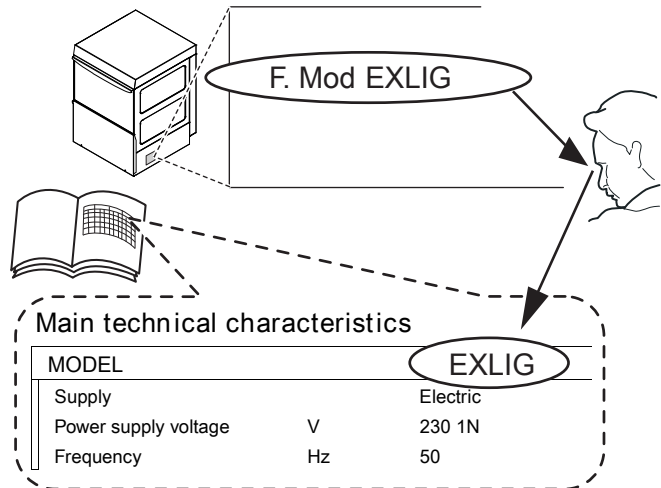 F. Mod EXLIG
Main technical characteristics
MODEL EXLIG
Supply Electric
Power supply voltage V 230 1N
Frequency Hz 50